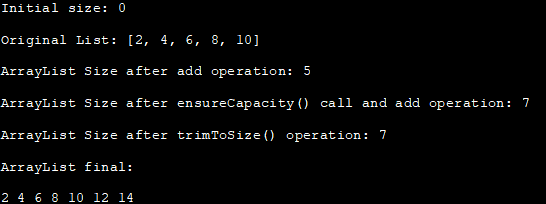 Initial size: 0
Original List: [2, 4, 6, 8, 10]
ArrayList Size after add operation: 5
ArrayList Size after ensureCapacity() call and add operation: 7
ArrayList Size after trimToSize() operation: 7
ArrayList final:
2 4 6 8 10 12 14